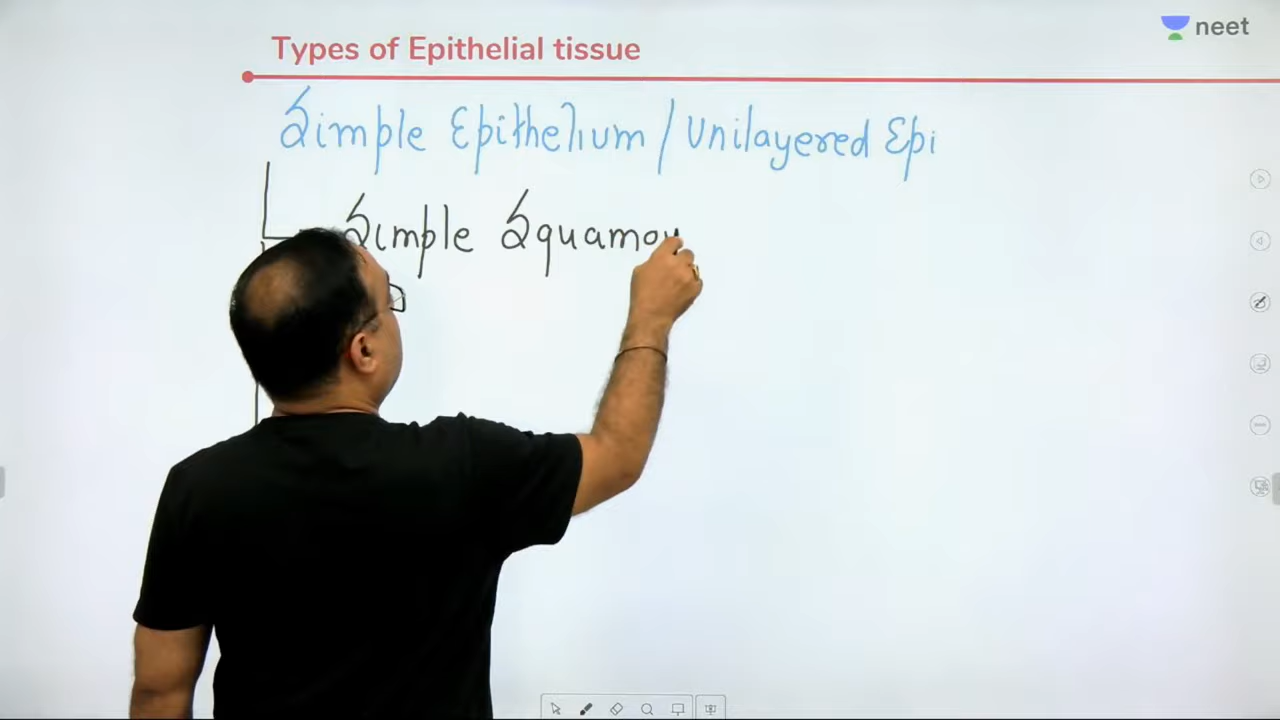 neet
Types of Epithelial tissue
Simple Epithelium / Unilayered Epi
Simple Squamou